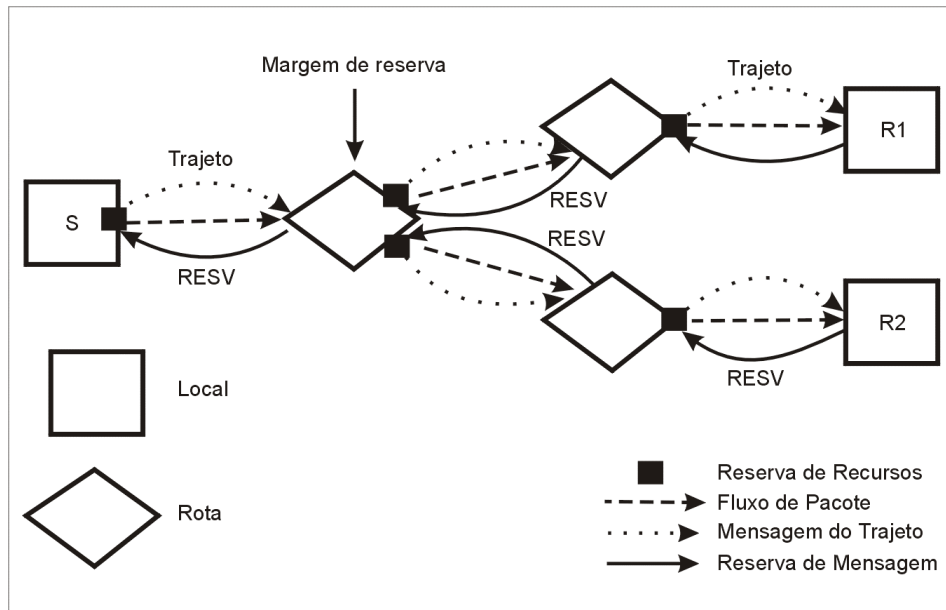 Margem de reserva
Trajeto
R1
Trajeto
RESV
S
RESV
RESV
R2
RESV
Local
Rota
Reserva de Recursos
Fluxo de Pacote
Mensagem do Trajeto
Reserva de Mensagem